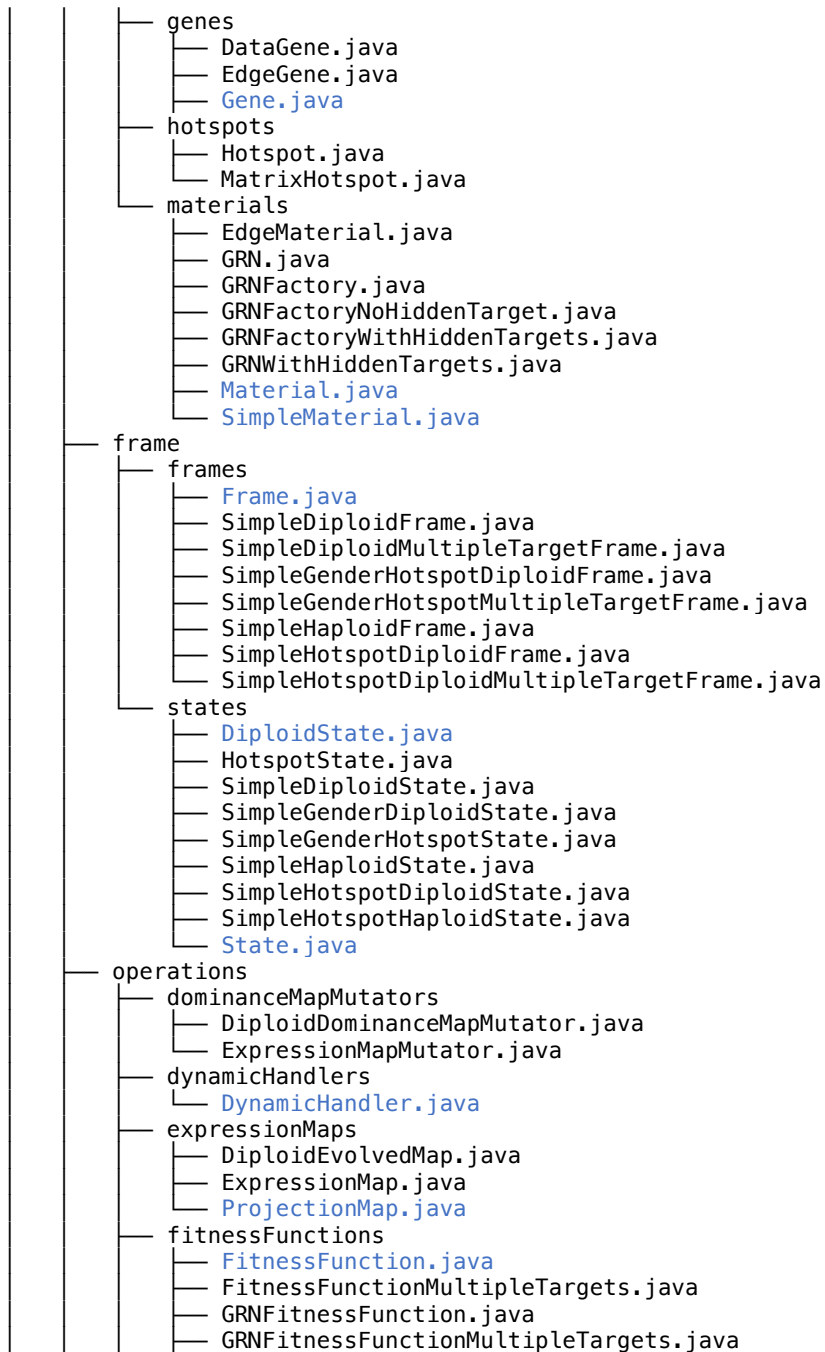 │   │   ├── genes
│   │   │   ├── DataGene.java
│   │   │   ├── EdgeGene.java
│   │   │   ├── Gene.java
│   │   ├── hotspots
│   │   │   ├── Hotspot.java
│   │   │   └── MatrixHotspot.java
│   │   └── materials
│   │       ├── EdgeMaterial.java
│   │       ├── GRN.java
│   │       ├── GRNFactory.java
│   │       ├── GRNFactoryNoHiddenTarget.java
│   │       ├── GRNFactoryWithHiddenTargets.java
│   │       ├── GRNWithHiddenTargets.java
│   │       ├── Material.java
│   │       └── SimpleMaterial.java
│   ├── frame
│   │   ├── frames
│   │   │   ├── Frame.java
│   │   │   ├── SimpleDiploidFrame.java
│   │   │   ├── SimpleDiploidMultipleTargetFrame.java
│   │   │   ├── SimpleGenderHotspotDiploidFrame.java
│   │   │   ├── SimpleGenderHotspotMultipleTargetFrame.java
│   │   │   ├── SimpleHaploidFrame.java
│   │   │   ├── SimpleHotspotDiploidFrame.java
│   │   │   └── SimpleHotspotDiploidMultipleTargetFrame.java
│   │   └── states
│   │       ├── DiploidState.java
│   │       ├── HotspotState.java
│   │       ├── SimpleDiploidState.java
│   │       ├── SimpleGenderDiploidState.java
│   │       ├── SimpleGenderHotspotState.java
│   │       ├── SimpleHaploidState.java
│   │       ├── SimpleHotspotDiploidState.java
│   │       ├── SimpleHotspotHaploidState.java
│   │       └── State.java
│   ├── operations
│   │   ├── dominanceMapMutators
│   │   │   ├── DiploidDominanceMapMutator.java
│   │   │   └── ExpressionMapMutator.java
│   │   ├── dynamicHandlers
│   │   │   └── DynamicHandler.java
│   │   ├── expressionMaps
│   │   │   ├── DiploidEvolvedMap.java
│   │   │   ├── ExpressionMap.java
│   │   │   └── ProjectionMap.java
│   │   ├── fitnessFunctions
│   │   │   ├── FitnessFunction.java
│   │   │   ├── FitnessFunctionMultipleTargets.java
│   │   │   ├── GRNFitnessFunction.java
│   │   │   ├── GRNFitnessFunctionMultipleTargets.java